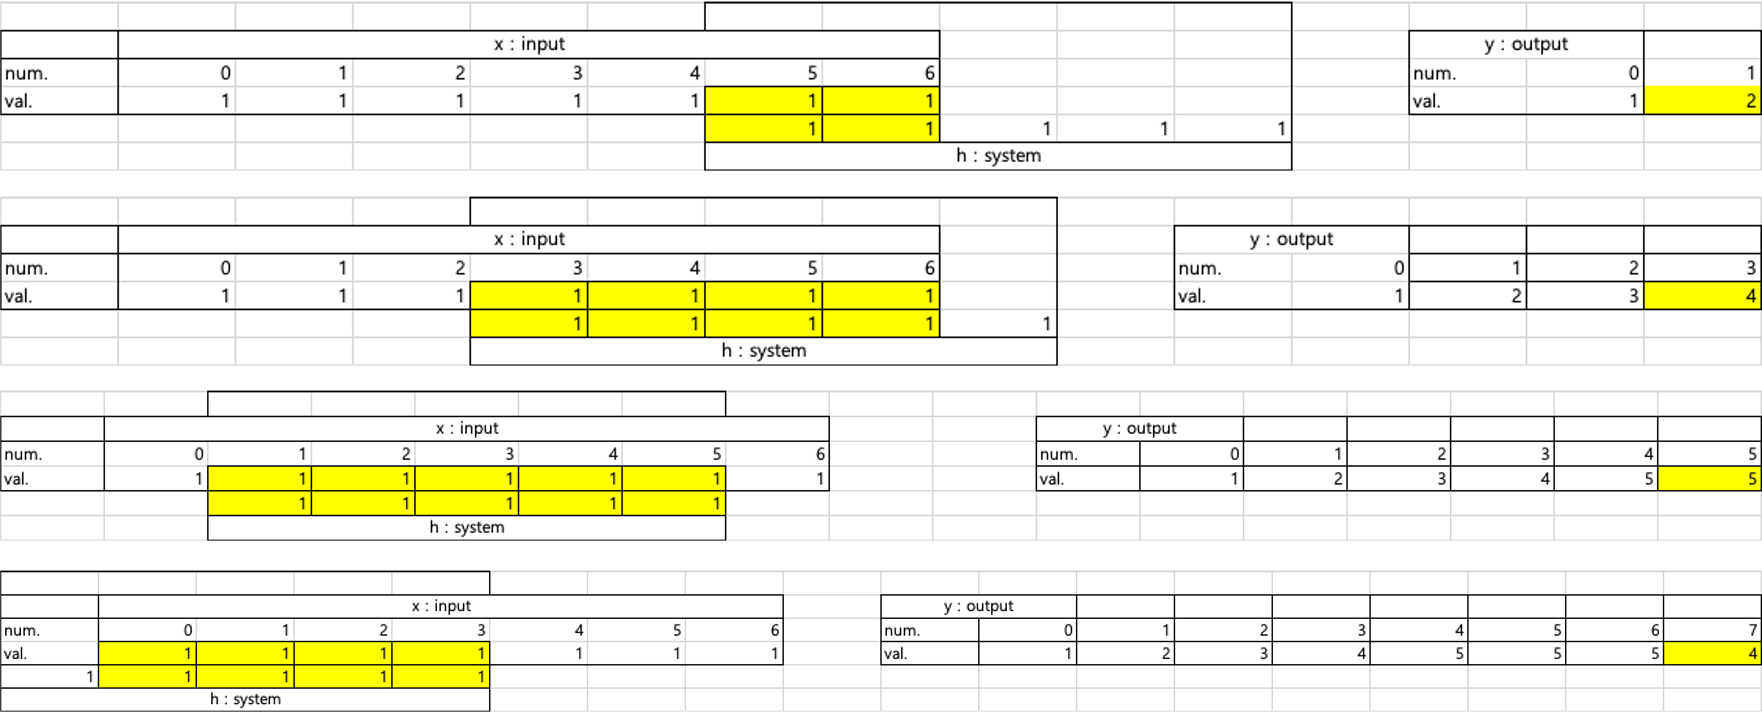 x : input y : output
num. 0 1 2 3 4 5 6 num. 0 1
val. 1 1 1 1 1 1 1 val. 1 2
1 1 1 1 1
h : system
x : input y : output
num. 0 1 2 3 4 5 6 num. 0 1 2 3
val. 1 1 1 1 1 1 1 val. 1 2 3 4
1 1 1 1 1
h : system
x : input y : output
num. 0 1 2 3 4 5 6 num. 0 1 2 3 4 5
val. 1 1 1 1 1 1 1 val. 1 2 3 4 5 5
1 1 1 1 1
h : system
x : input y : output
num. 0 1 2 3 4 5 6 num. 0 1 2 3 4 5 6 7
val. 1 1 1 1 1 1 1 val. 1 2 3 4 5 5 5 4
1 1 1 1 1
h : system